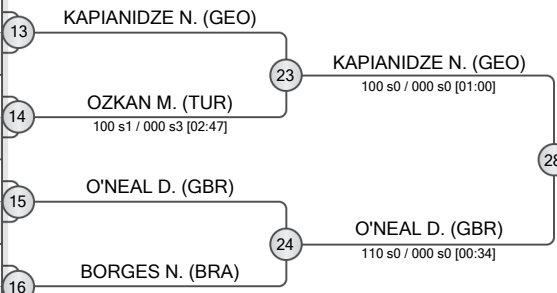 13
KAPIANIDZE N. (GEO)
23
KAPIANIDZE N. (GEO)
100 s0 / 000 s0 [01:00]
14
OZKAN M. (TUR)
100 s1 / 000 s3 [02:47]
28
15
O'NEAL D. (GBR)
24
O'NEAL D. (GBR)
110 s0 / 000 s0 [00:34]
16
BORGES N. (BRA)